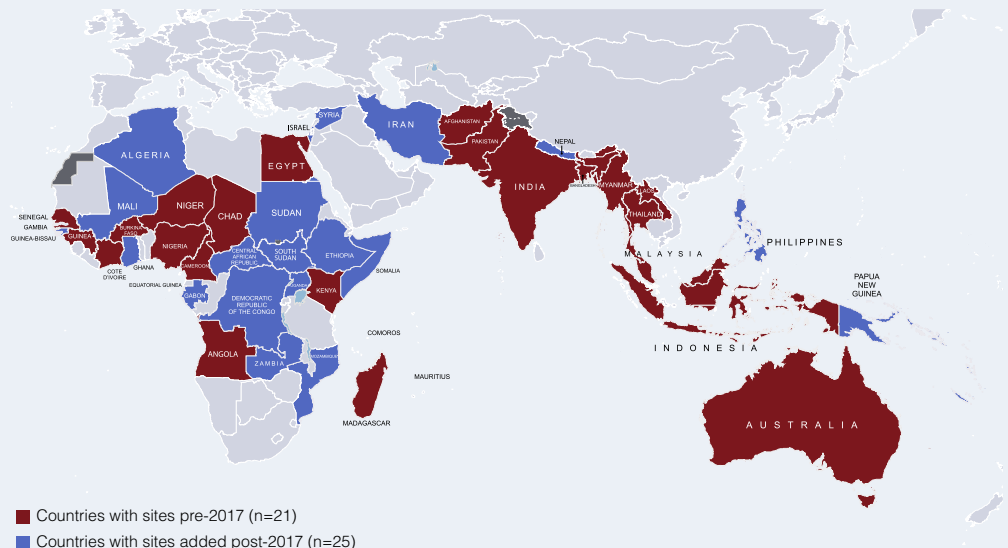 SYRIA
ISRAEL
IRAN
AFGHANISTAN
PAKISTAN
NEPAL
ALGERIA
EGYPT
INDIA
BANGLADESH
MYANMAR
LAOS
THAILAND
MALI
NIGER
CHAD
SUDAN
SENEGAL
GAMBIA
GUINEA-BISSAU
GUINEA
BURKINA
FASO
NIGERIA
COTE
D'IVOIRE
GHANA
CAMEROON
CENTRAL
AFRICAN
REPUBLIC
SOUTH
SUDAN
ETHIOPIA
SOMALIA
EQUATORIAL GUINEA
GABON
DEMOCRATIC
REPUBLIC
OF THE CONGO
UGANDA
KENYA
MALAYSIA
PHILIPPINES
PAPUA
NEW
GUINEA
INDONESIA
ANGOLA
ZAMBIA
MOZAMBIQUE
COMOROS
MAURITIUS
MADAGASCAR
AUSTRALIA
Countries with sites pre-2017 (n=21)
Countries with sites added post-2017 (n=25)